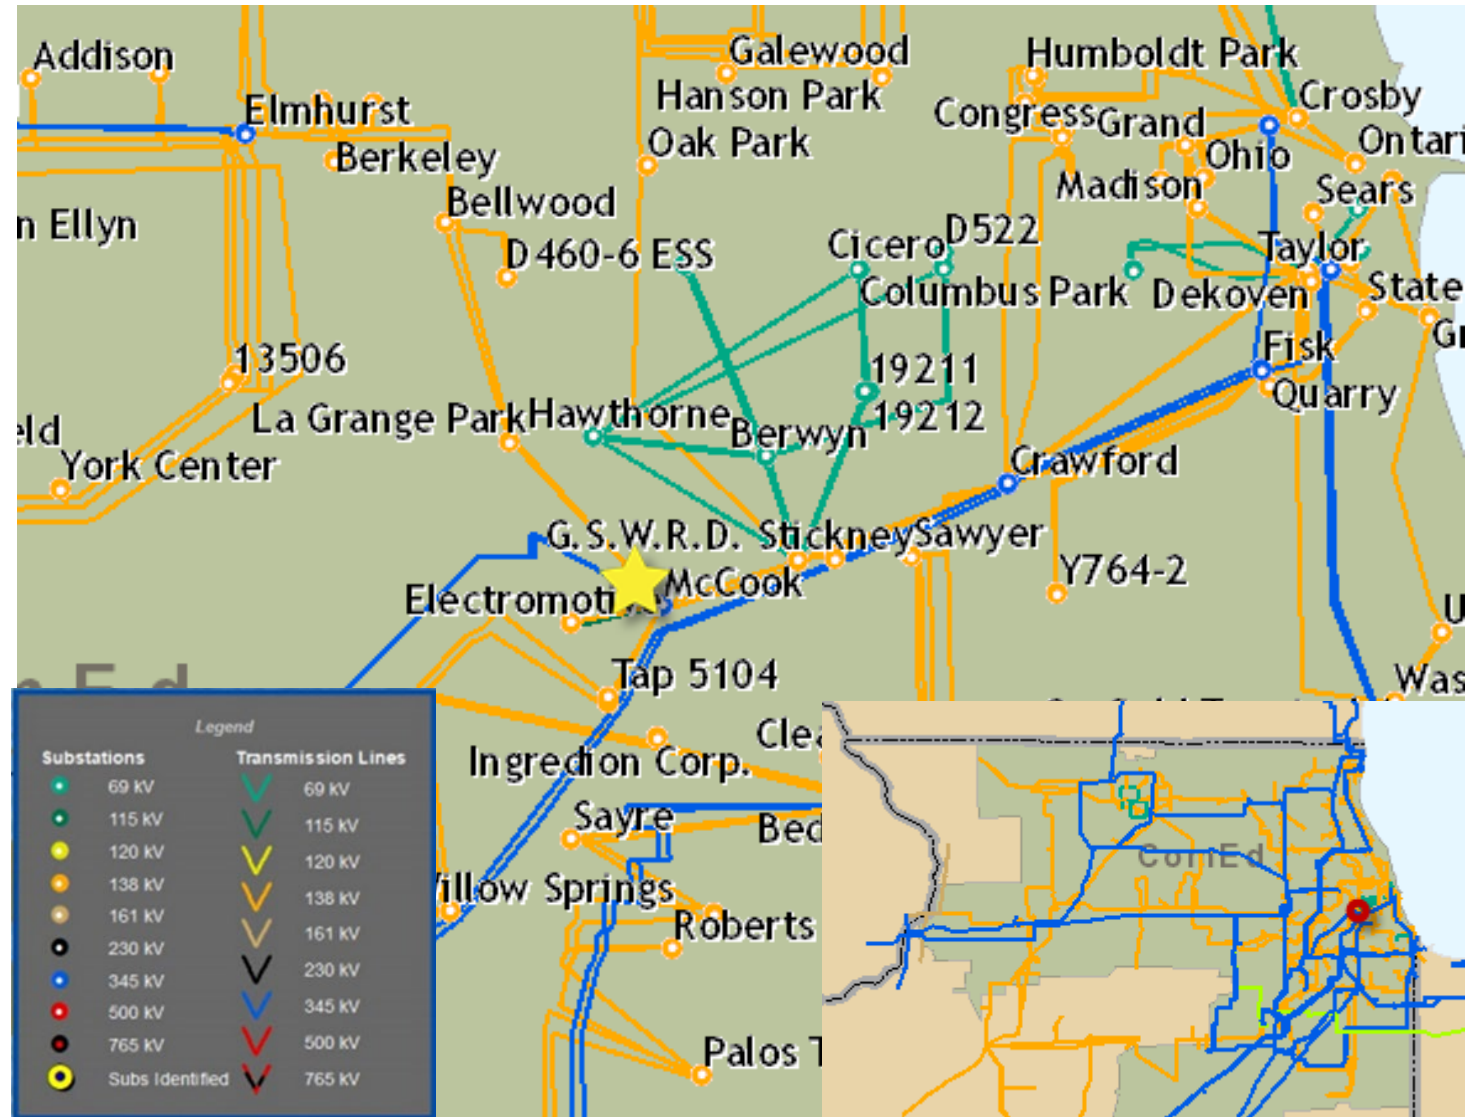 Addison
Galewood
Humboldt Park
Elmhurst
Hanson Park
Crosby
Congress
Grand
Oak Park
Ohio
Berkeley
Madison
Sears
Bellwood
n Ellyn
D460-6 ESS
Cicero
D522
Taylor
Columbus Park
Dekoven
State
13506
Fisk
19211
Quarry
La Grange Park
Hawthorne
Berwyn
19212
eld
York Center
Crawford
G.S.W.R.D.
Stickney
Sawyer
Y764-2
McCook
Tap 5104
Ingredion Corp.
Sayre
Roberts
Palos T
Legend
Substations Transmission Lines
69 kV 69 kV
115 kV 115 kV
120 kV 120 kV
138 kV 138 kV
161 kV 161 kV
230 kV 230 kV
345 kV 345 kV
500 kV 500 kV
765 kV 765 kV
Subs Identified
ComEd